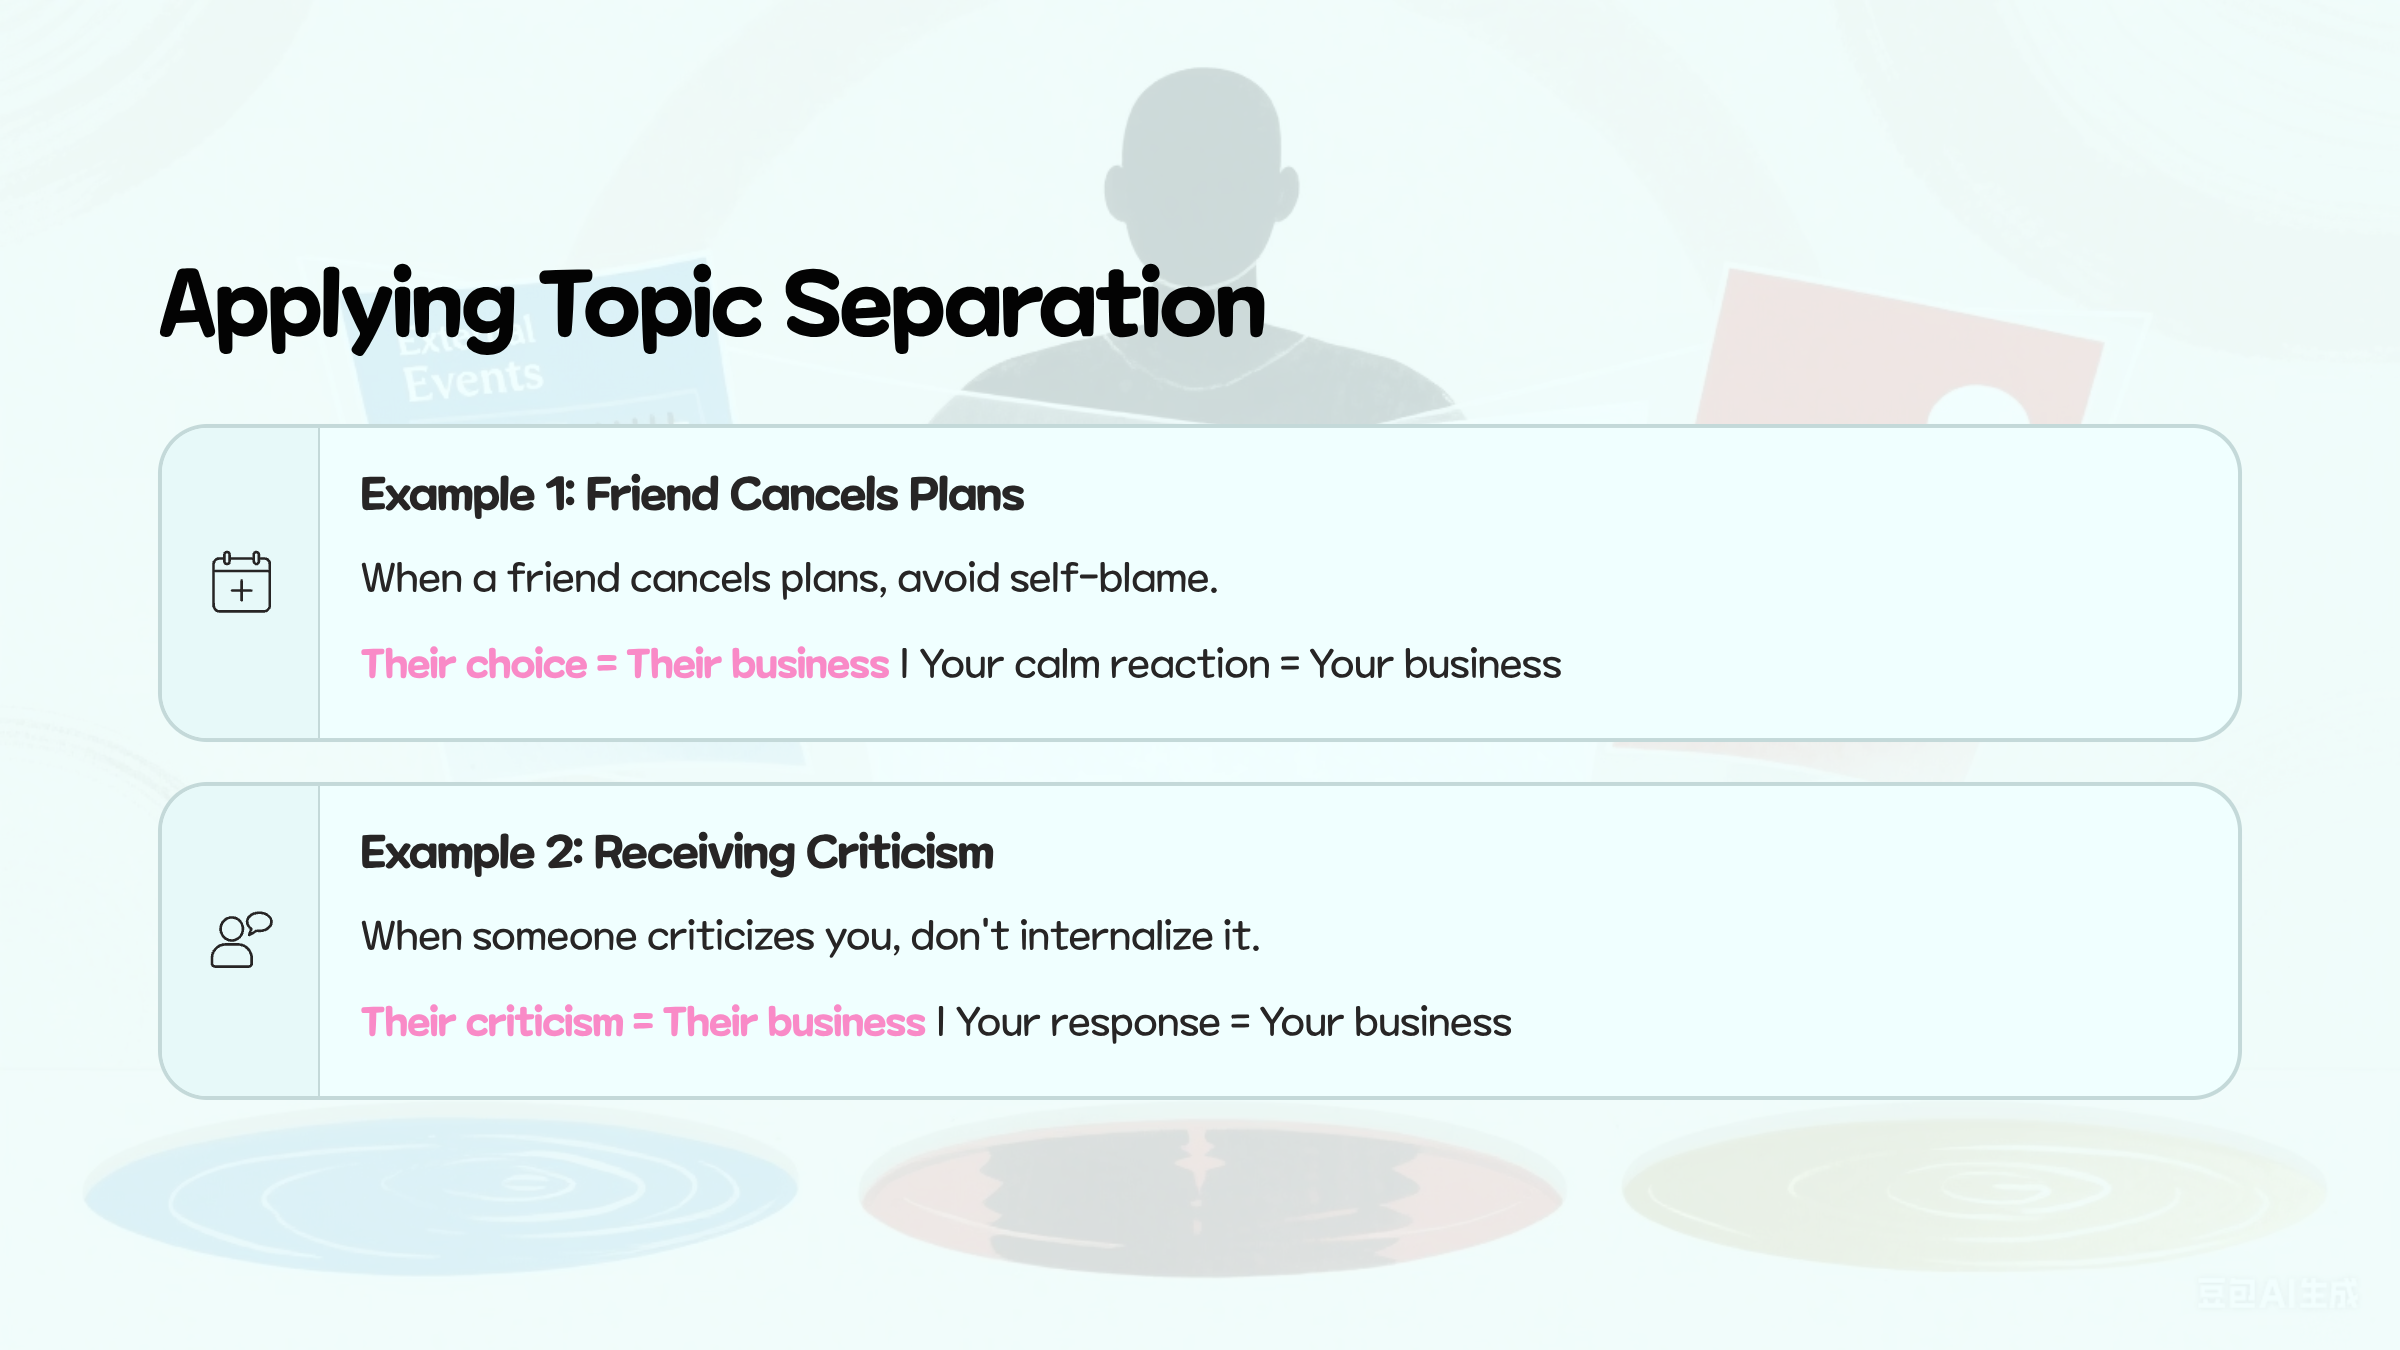 Applying Topic Separation
External
Events
Example 1: Friend Cancels Plans
When a friend cancels plans, avoid self-blame.
Their choice = Their business | Your calm reaction = Your business
Example 2: Receiving Criticism
When someone criticizes you, don't internalize it.
Their criticism = Their business | Your response = Your business
豆包AI生成